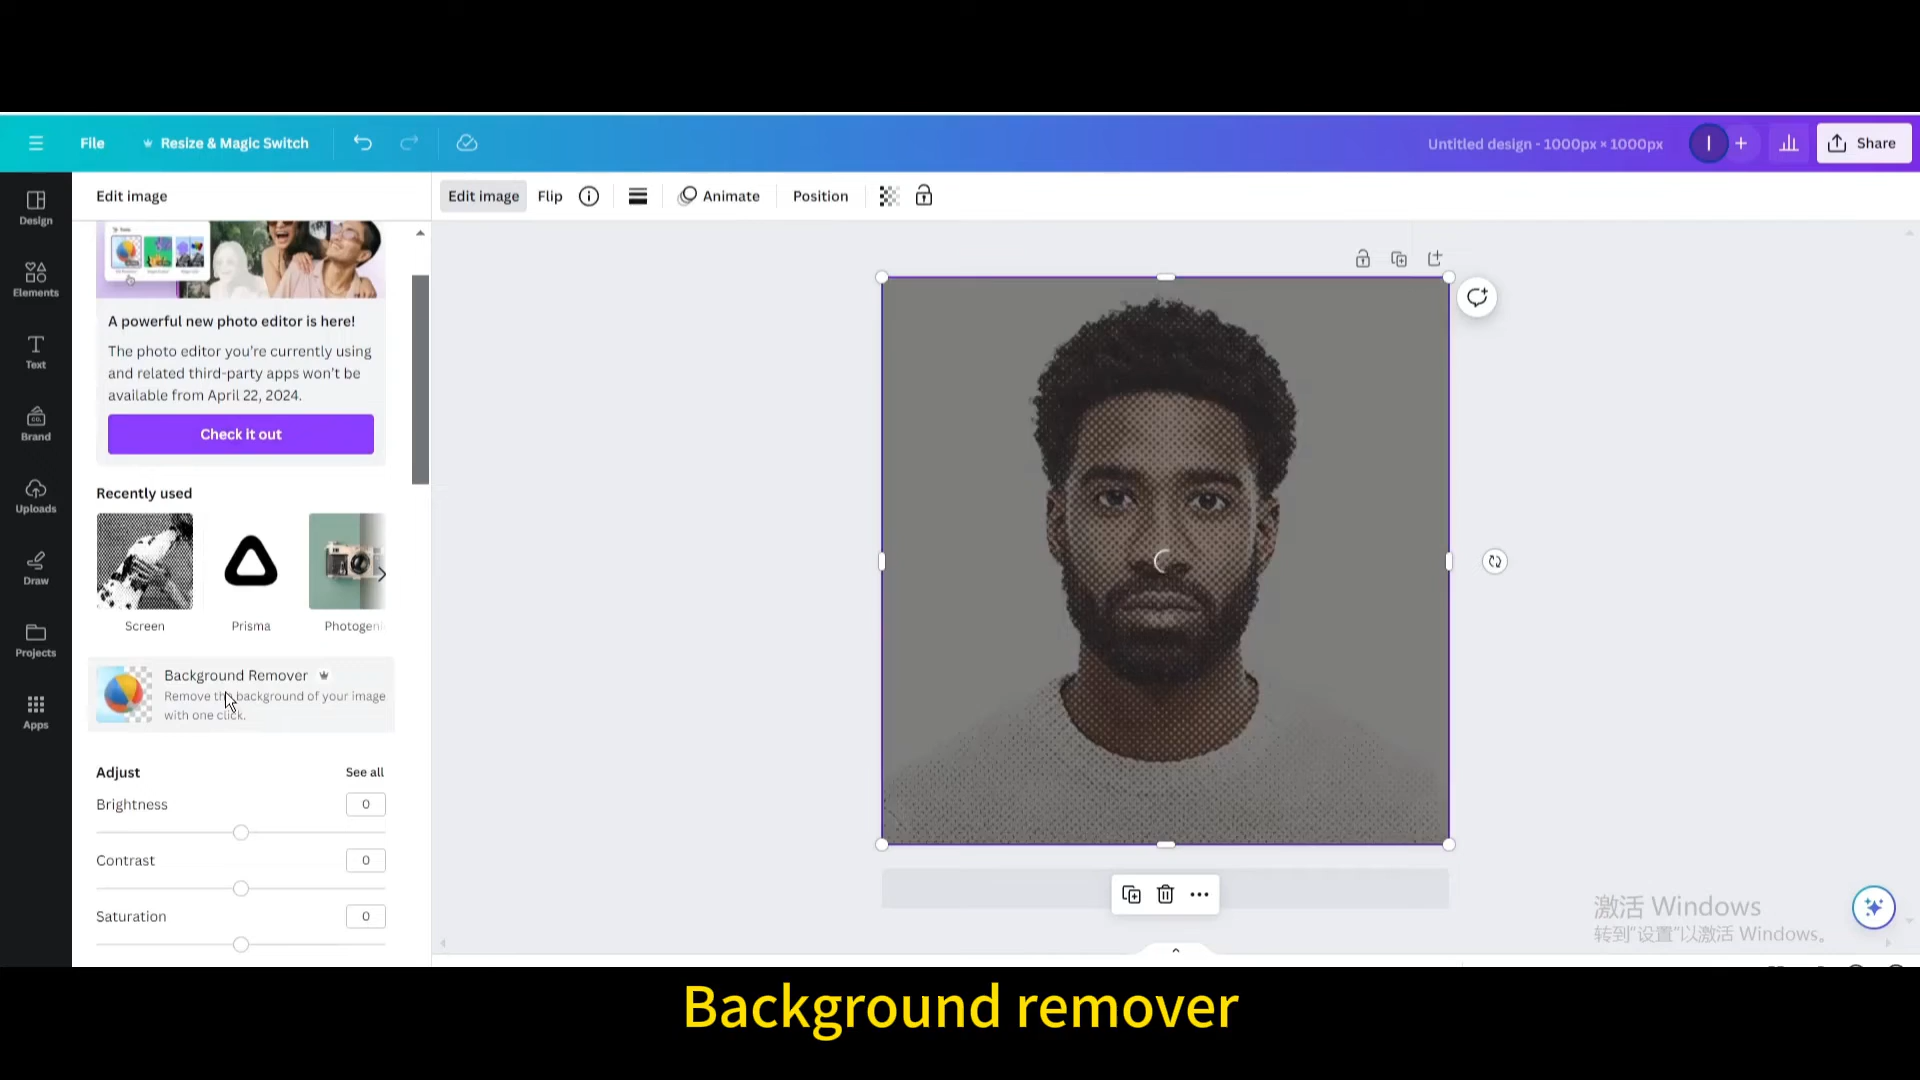 File
Resize & Magic Switch
Untitled design - 1000px × 1000px
I
Share
Design
Elements
Text
Brand
Uploads
Draw
Projects
Apps
Edit image
Edit image
Flip
Animate
Position
A powerful new photo editor is here!
The photo editor you're currently using
and related third-party apps won't be
available from April 22, 2024.
Check it out
Recently used
Screen
Prisma
Photogeni
Background Remover
Remove the background of your image
with one click.
Adjust
See all
Brightness
0
Contrast
0
Saturation
0
激活 Windows
转到"设置"以激活 Windows。
Background remover